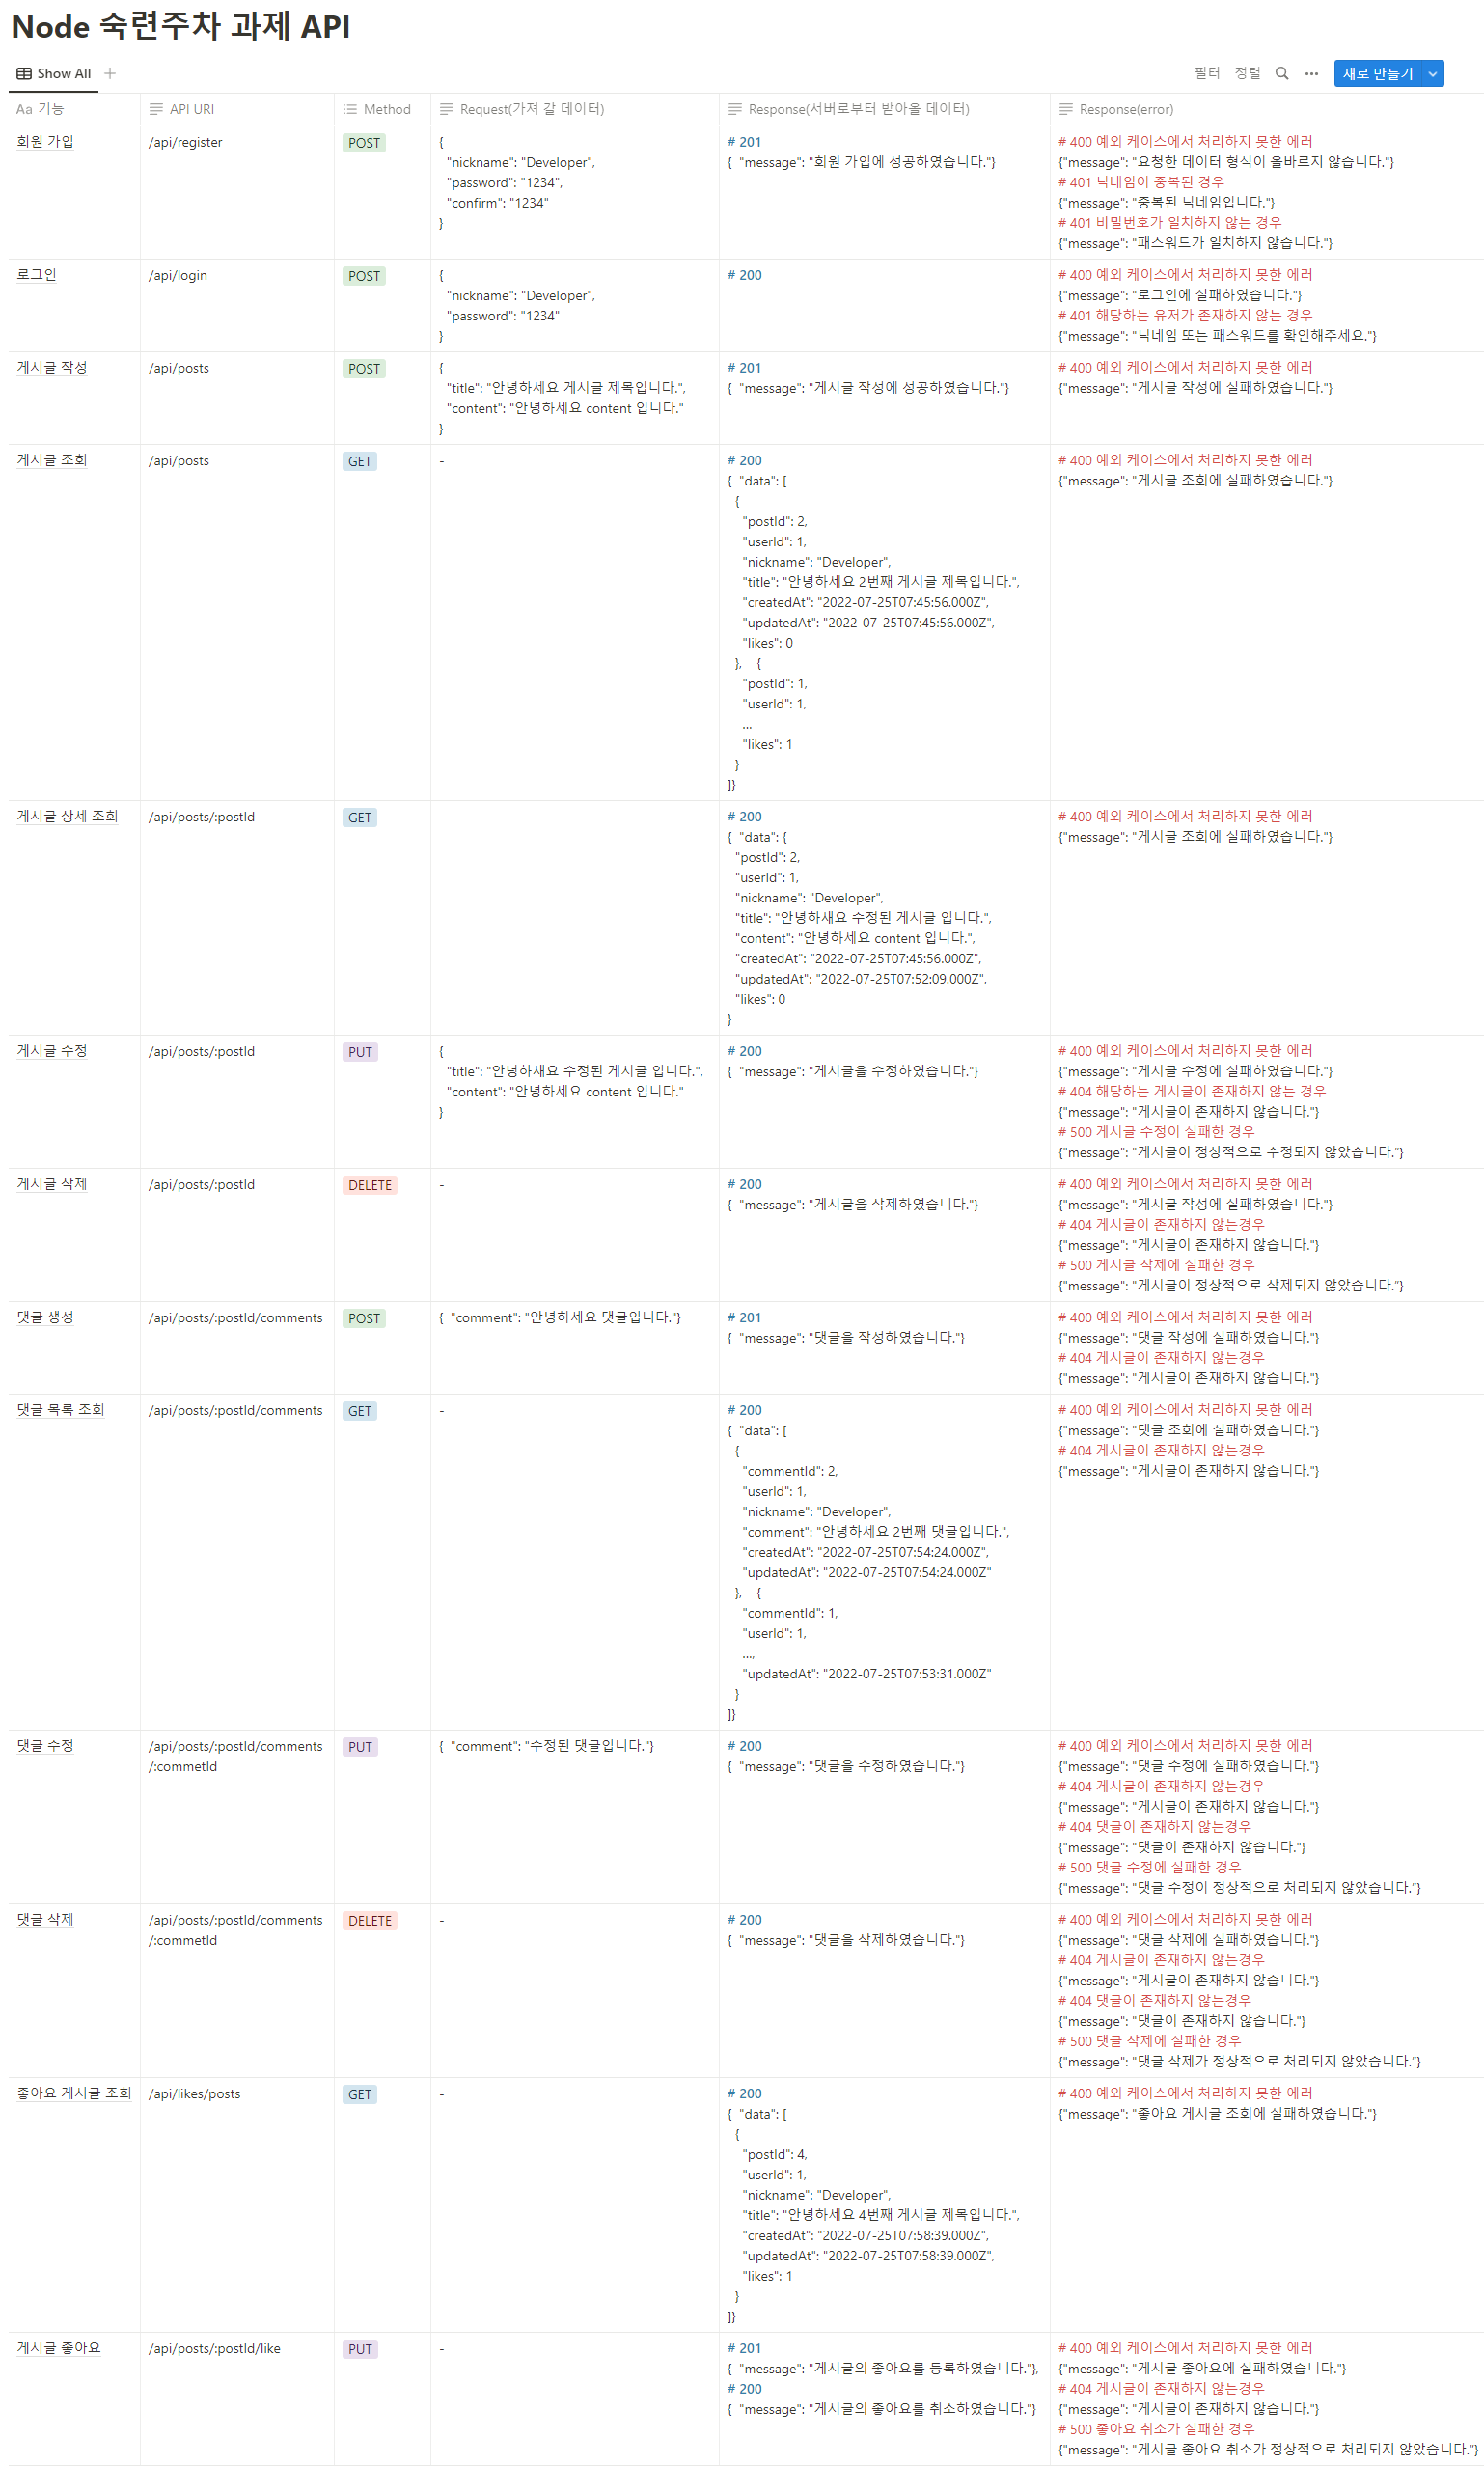 Node 숙련주차 과제 API
Show All
필터 정렬 새로 만들기
Aa 기능 API URI Method Request(가져 갈 데이터) Response(서버로부터 받아올 데이터) Response(error)
회원 가입 /api/register POST
{
"nickname": "Developer",
"password": "1234",
"confirm": "1234"
}
# 201
{ "message": "회원 가입에 성공하였습니다."}
# 400 예외 케이스에서 처리하지 못한 에러
{"message": "요청한 데이터 형식이 올바르지 않습니다."}
# 401 닉네임이 중복된 경우
{"message": "중복된 닉네임입니다."}
# 401 비밀번호가 일치하지 않는 경우
{"message": "패스워드가 일치하지 않습니다."}
로그인 /api/login POST
{
"nickname": "Developer",
"password": "1234"
}
# 200
# 400 예외 케이스에서 처리하지 못한 에러
{"message": "로그인에 실패하였습니다."}
# 401 해당하는 유저가 존재하지 않는 경우
{"message": "닉네임 또는 패스워드를 확인해주세요."}
게시글 작성 /api/posts POST
{
"title": "안녕하세요 게시글 제목입니다.",
"content": "안녕하세요 content 입니다."
}
# 201
{ "message": "게시글 작성에 성공하였습니다."}
# 400 예외 케이스에서 처리하지 못한 에러
{"message": "게시글 작성에 실패하였습니다."}
게시글 조회 /api/posts GET -
# 200
{ "data": [
{
"postId": 2,
"userId": 1,
"nickname": "Developer",
"title": "안녕하세요 2번째 게시글 제목입니다.",
"createdAt": "2022-07-25T07:45:56.000Z",
"updatedAt": "2022-07-25T07:45:56.000Z",
"likes": 0
}, {
"postId": 1,
"userId": 1,
...
"likes": 1
}
]}
# 400 예외 케이스에서 처리하지 못한 에러
{"message": "게시글 조회에 실패하였습니다."}
게시글 상세 조회 /api/posts/:postId GET -
# 200
{ "data": {
"postId": 2,
"userId": 1,
"nickname": "Developer",
"title": "안녕하새요 수정된 게시글 입니다.",
"content": "안녕하세요 content 입니다.",
"createdAt": "2022-07-25T07:45:56.000Z",
"updatedAt": "2022-07-25T07:52:09.000Z",
"likes": 0
}
# 400 예외 케이스에서 처리하지 못한 에러
{"message": "게시글 조회에 실패하였습니다."}
게시글 수정 /api/posts/:postId PUT
{
"title": "안녕하새요 수정된 게시글 입니다.",
"content": "안녕하세요 content 입니다."
}
# 200
{ "message": "게시글을 수정하였습니다."}
# 400 예외 케이스에서 처리하지 못한 에러
{"message": "게시글 수정에 실패하였습니다."}
# 404 해당하는 게시글이 존재하지 않는 경우
{"message": "게시글이 존재하지 않습니다."}
# 500 게시글 수정이 실패한 경우
{"message": "게시글이 정상적으로 수정되지 않았습니다."}
게시글 삭제 /api/posts/:postId DELETE -
# 200
{ "message": "게시글을 삭제하였습니다."}
# 400 예외 케이스에서 처리하지 못한 에러
{"message": "게시글 작성에 실패하였습니다."}
# 404 게시글이 존재하지 않는경우
{"message": "게시글이 존재하지 않습니다."}
# 500 게시글 삭제에 실패한 경우
{"message": "게시글이 정상적으로 삭제되지 않았습니다."}
댓글 생성 /api/posts/:postId/comments POST { "comment": "안녕하세요 댓글입니다."}
# 201
{ "message": "댓글을 작성하였습니다."}
# 400 예외 케이스에서 처리하지 못한 에러
{"message": "댓글 작성에 실패하였습니다."}
# 404 게시글이 존재하지 않는경우
{"message": "게시글이 존재하지 않습니다."}
댓글 목록 조회 /api/posts/:postId/comments GET -
# 200
{ "data": [
{
"commentId": 2,
"userId": 1,
"nickname": "Developer",
"comment": "안녕하세요 2번째 댓글입니다.",
"createdAt": "2022-07-25T07:54:24.000Z",
"updatedAt": "2022-07-25T07:54:24.000Z"
}, {
"commentId": 1,
"userId": 1,
...,
"updatedAt": "2022-07-25T07:53:31.000Z"
}
]}
# 400 예외 케이스에서 처리하지 못한 에러
{"message": "댓글 조회에 실패하였습니다."}
# 404 게시글이 존재하지 않는경우
{"message": "게시글이 존재하지 않습니다."}
댓글 수정 /api/posts/:postId/comments
/:commetId
PUT { "comment": "수정된 댓글입니다."}
# 200
{ "message": "댓글을 수정하였습니다."}
# 400 예외 케이스에서 처리하지 못한 에러
{"message": "댓글 수정에 실패하였습니다."}
# 404 게시글이 존재하지 않는경우
{"message": "게시글이 존재하지 않습니다."}
# 404 댓글이 존재하지 않는경우
{"message": "댓글이 존재하지 않습니다."}
# 500 댓글 수정에 실패한 경우
{"message": "댓글 수정이 정상적으로 처리되지 않았습니다."}
댓글 삭제 /api/posts/:postId/comments
/:commetId
DELETE -
# 200
{ "message": "댓글을 삭제하였습니다."}
# 400 예외 케이스에서 처리하지 못한 에러
{"message": "댓글 삭제에 실패하였습니다."}
# 404 게시글이 존재하지 않는경우
{"message": "게시글이 존재하지 않습니다."}
# 404 댓글이 존재하지 않는경우
{"message": "댓글이 존재하지 않습니다."}
# 500 댓글 삭제에 실패한 경우
{"message": "댓글 삭제가 정상적으로 처리되지 않았습니다."}
좋아요 게시글 조회 /api/likes/posts GET -
# 200
{ "data": [
{
"postId": 4,
"userId": 1,
"nickname": "Developer",
"title": "안녕하세요 4번째 게시글 제목입니다.",
"createdAt": "2022-07-25T07:58:39.000Z",
"updatedAt": "2022-07-25T07:58:39.000Z",
"likes": 1
}
]}
# 400 예외 케이스에서 처리하지 못한 에러
{"message": "좋아요 게시글 조회에 실패하였습니다."}
게시글 좋아요 /api/posts/:postId/like PUT -
# 201
{ "message": "게시글의 좋아요를 등록하였습니다."},
# 200
{ "message": "게시글의 좋아요를 취소하였습니다."}
# 400 예외 케이스에서 처리하지 못한 에러
{"message": "게시글 좋아요에 실패하였습니다."}
# 404 게시글이 존재하지 않는경우
{"message": "게시글이 존재하지 않습니다."}
# 500 좋아요 취소가 실패한 경우
{"message": "게시글 좋아요 취소가 정상적으로 처리되지 않았습니다."}